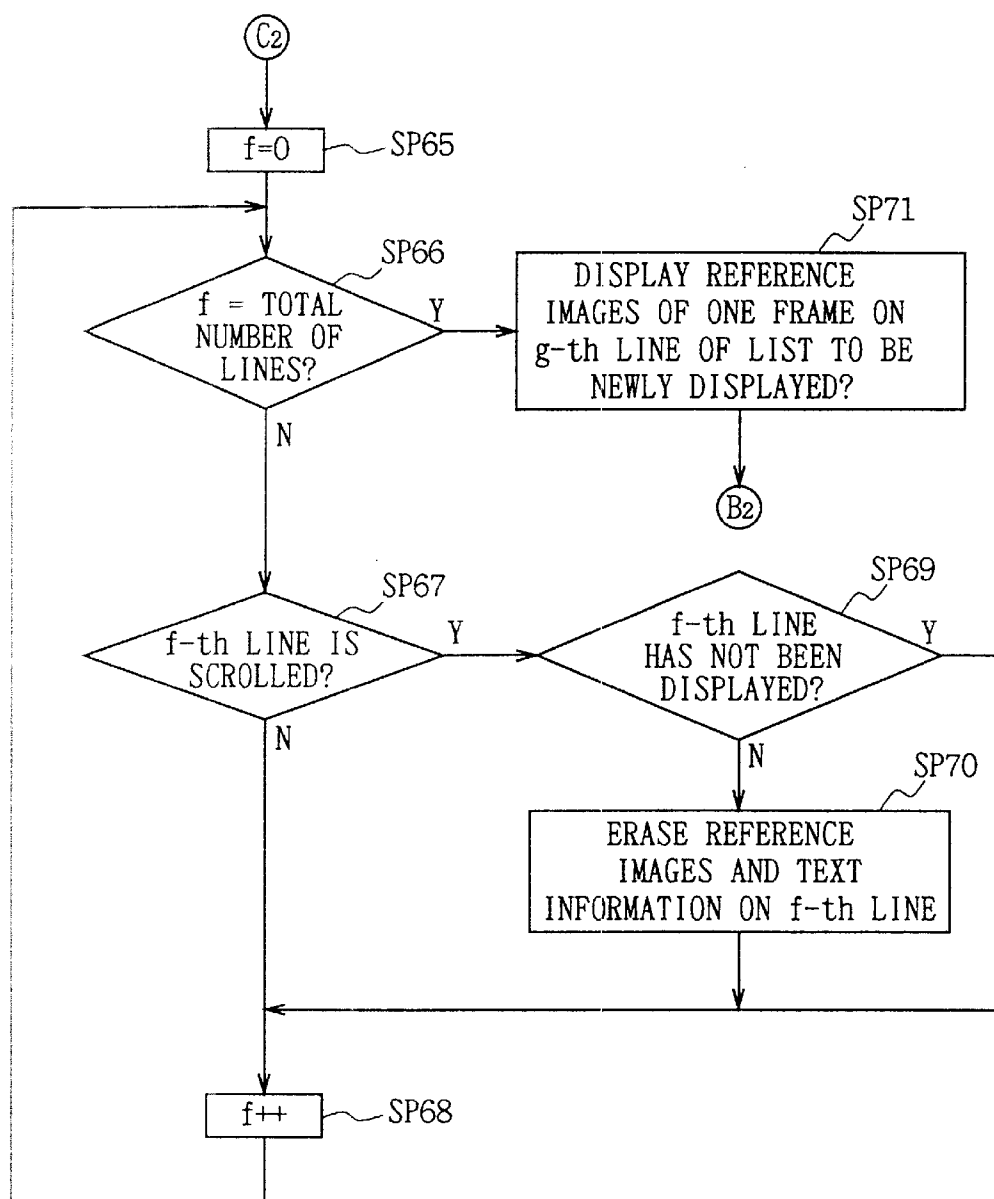 C2
f=0
SP65
SP66
f = TOTAL
NUMBER OF
LINES?
Y
N
SP71
DISPLAY REFERENCE
IMAGES OF ONE FRAME ON
g-th LINE OF LIST TO BE
NEWLY DISPLAYED?
B2
SP67
f-th LINE IS
SCROLLED?
Y
N
SP69
f-th LINE
HAS NOT BEEN
DISPLAYED?
Y
N
SP70
ERASE REFERENCE
IMAGES AND TEXT
INFORMATION ON f-th LINE
f++
SP68